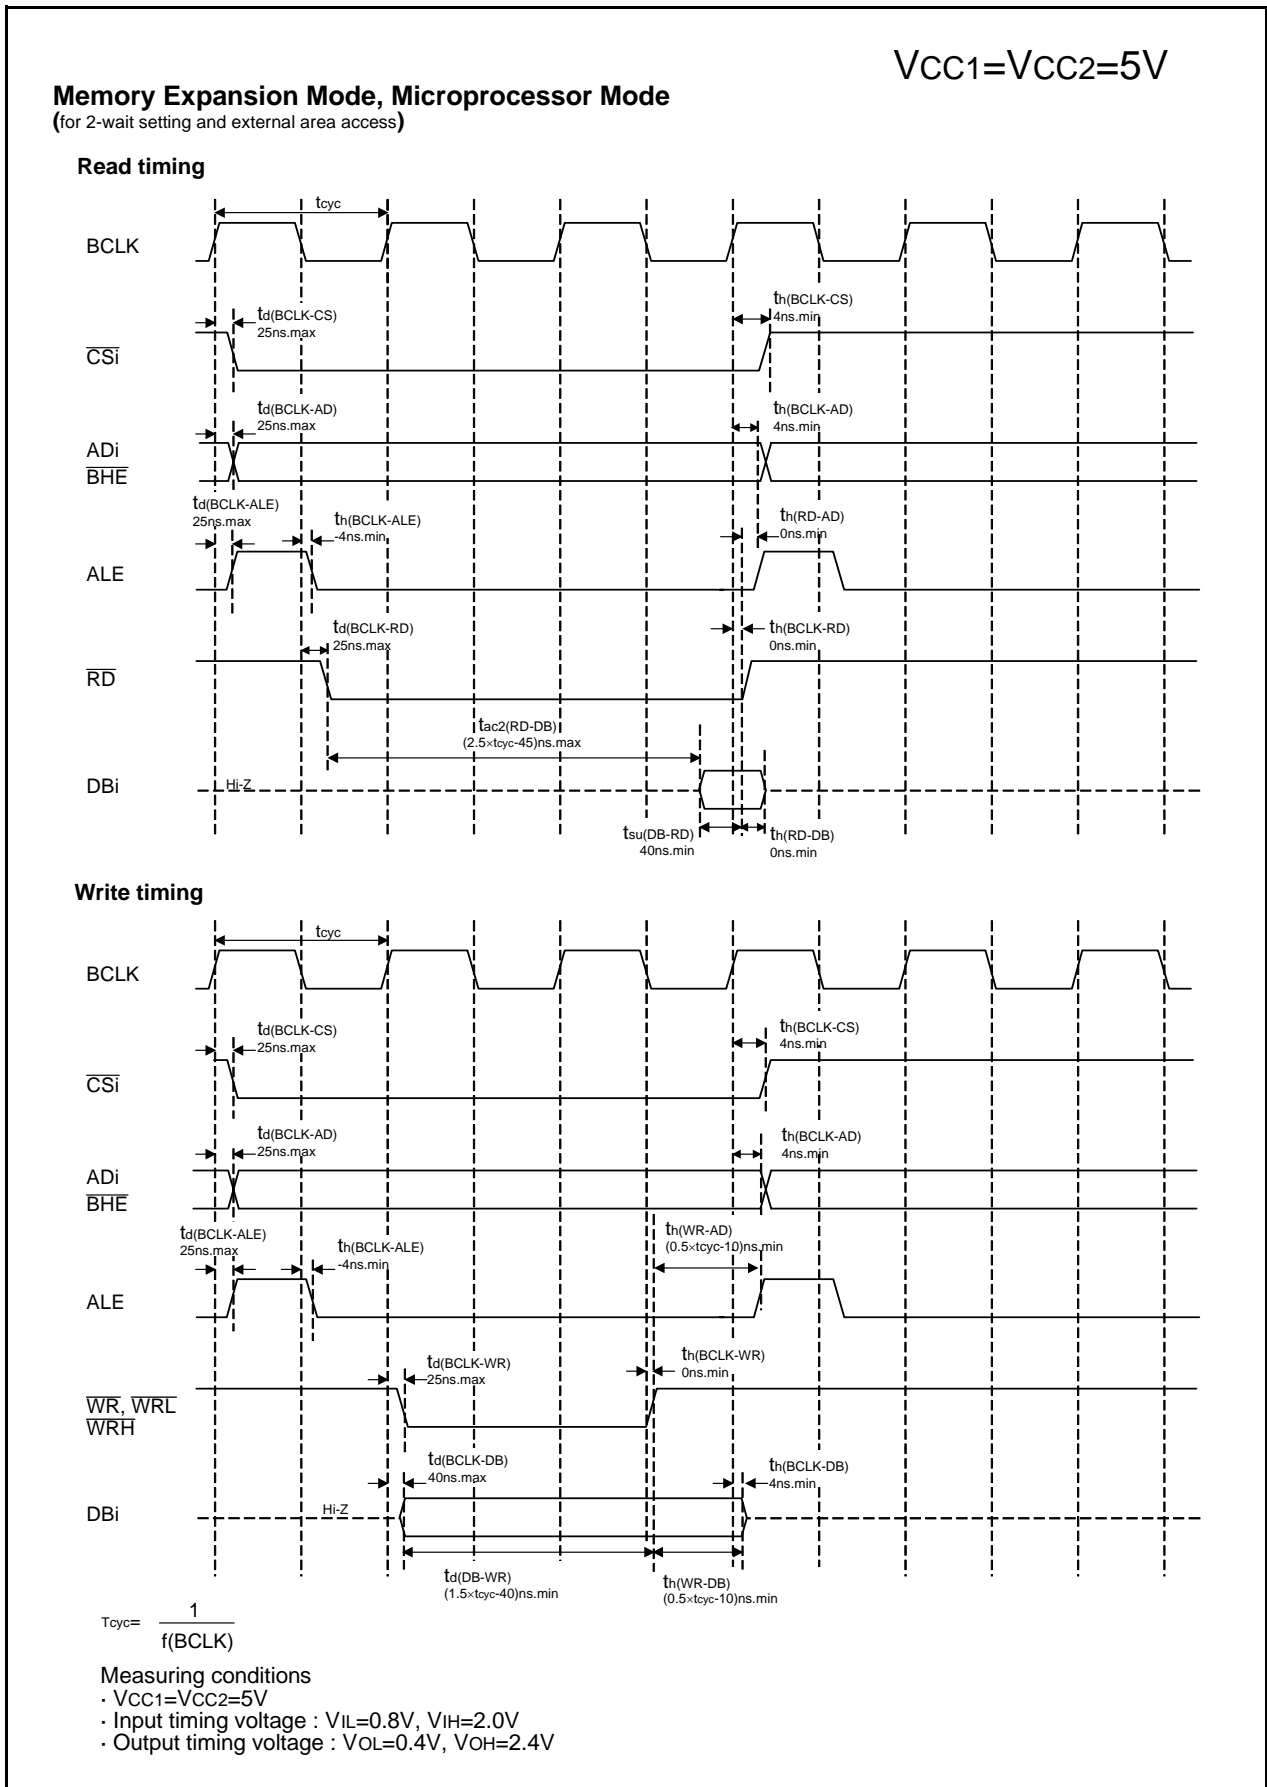 VCC1=VCC2=5V
Memory Expansion Mode, Microprocessor Mode
(for 2-wait setting and external area access)
Read timing
tcyc
BCLK
td(BCLK-CS)
25ns.max
th(BCLK-CS)
4ns.min
CSi
td(BCLK-AD)
25ns.max
th(BCLK-AD)
4ns.min
ADi
BHE
td(BCLK-ALE)
25ns.max
th(BCLK-ALE)
-4ns.min
th(RD-AD)
0ns.min
ALE
td(BCLK-RD)
25ns.max
th(BCLK-RD)
0ns.min
RD
tac2(RD-DB)
(2.5×tcyc-45)ns.max
DBi
Hi-Z
tsu(DB-RD)
40ns.min
th(RD-DB)
0ns.min
Write timing
tcyc
BCLK
td(BCLK-CS)
25ns.max
th(BCLK-CS)
4ns.min
CSi
td(BCLK-AD)
25ns.max
th(BCLK-AD)
4ns.min
ADi
BHE
td(BCLK-ALE)
25ns.max
th(BCLK-ALE)
-4ns.min
th(WR-AD)
(0.5×tcyc-10)ns.min
ALE
td(BCLK-WR)
25ns.max
th(BCLK-WR)
0ns.min
WR, WRL
WRH
td(BCLK-DB)
40ns.max
th(BCLK-DB)
4ns.min
DBi
Hi-Z
td(DB-WR)
(1.5×tcyc-40)ns.min
th(WR-DB)
(0.5×tcyc-10)ns.min
Tcyc= 1
f(BCLK)
Measuring conditions
· VCC1=VCC2=5V
· Input timing voltage : VIL=0.8V, VIH=2.0V
· Output timing voltage : VOL=0.4V, VOH=2.4V